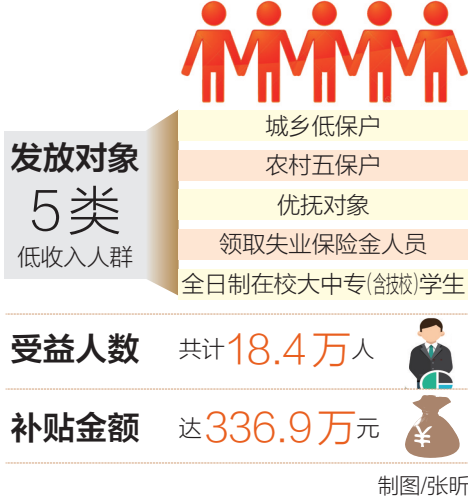 发放对象
5类
低收入人群
城乡低保户
农村五保户
优抚对象
领取失业保险金人员
全日制在校大中专(含技校)学生
受益人数
共计18.4万人
补贴金额
达336.9万元
¥
制图/张昕